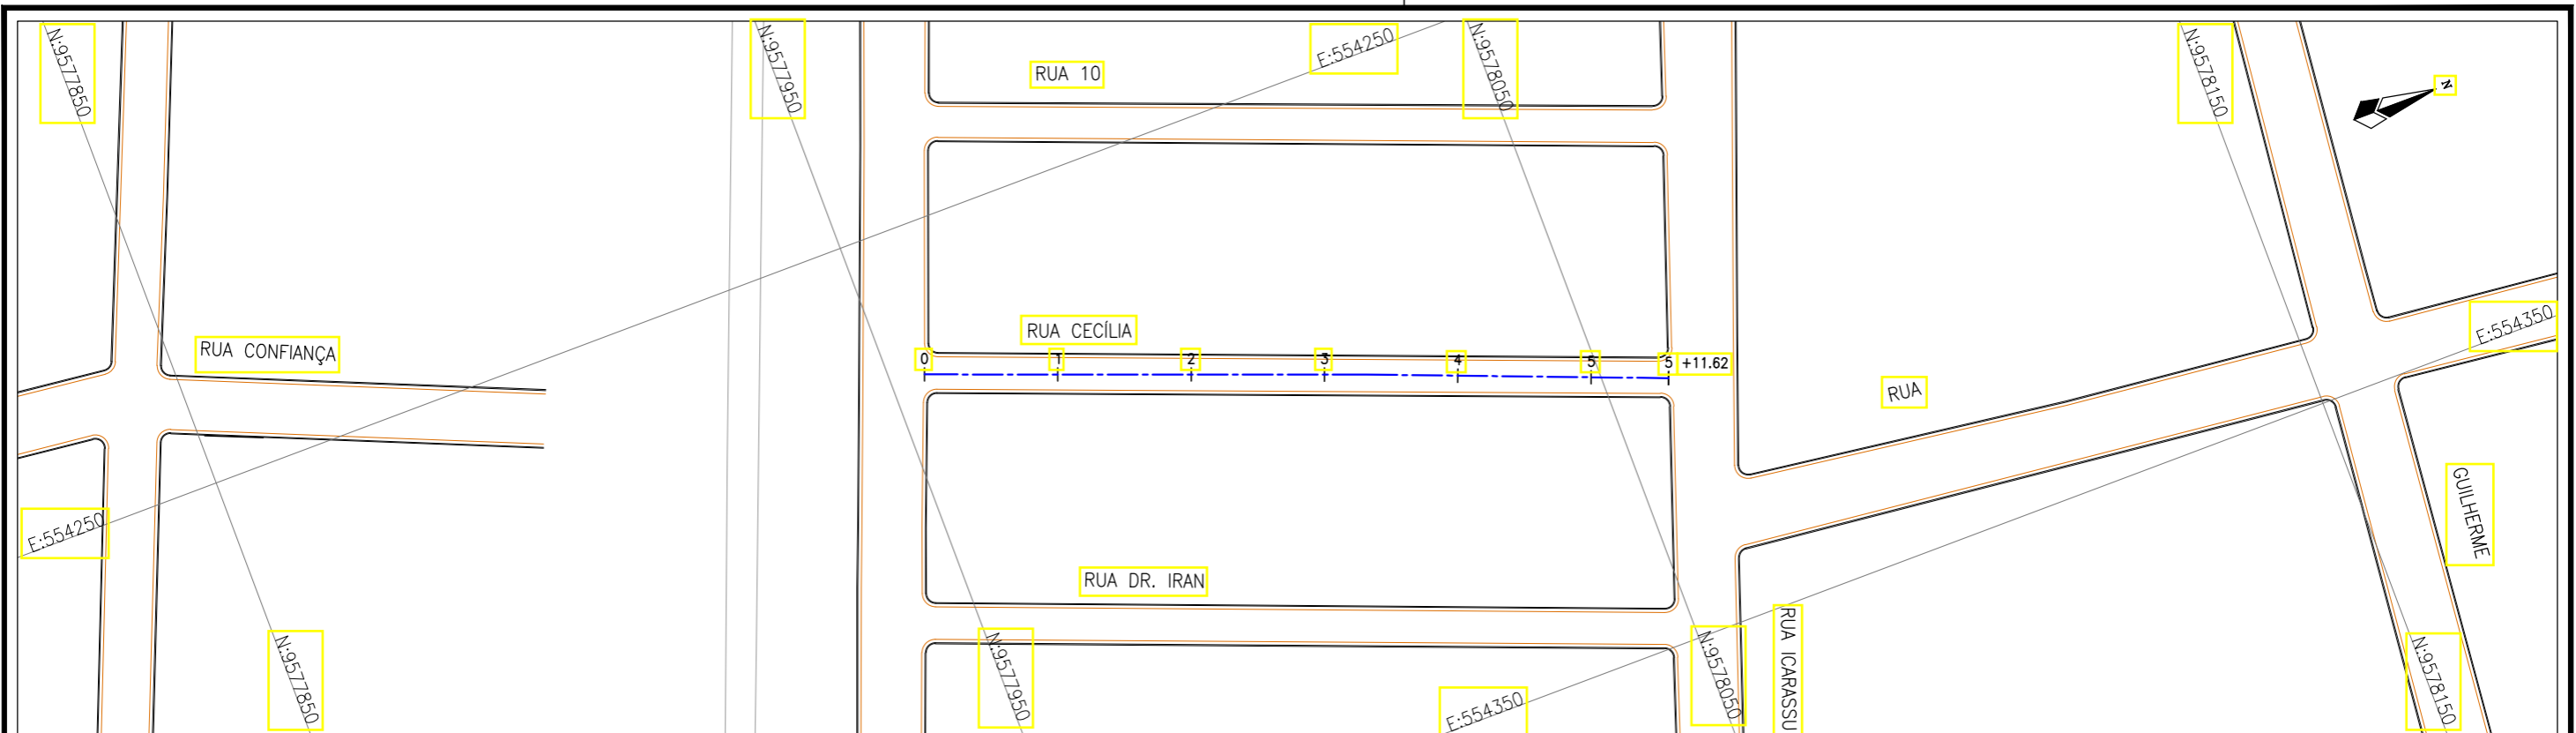 N:9577850
N:9577950
E:554250
N:9578050
N:9578150
RUA 10
N
RUA CECÍLIA
RUA CONFIANÇA
0
1
2
3
4
5
5 +11.62
E:554350
RUA
GUILHERME
E:554250
RUA DR. IRAN
RUA ICARASSU
N:9577850
N:9577950
E:554350
N:9578050
N:9578150